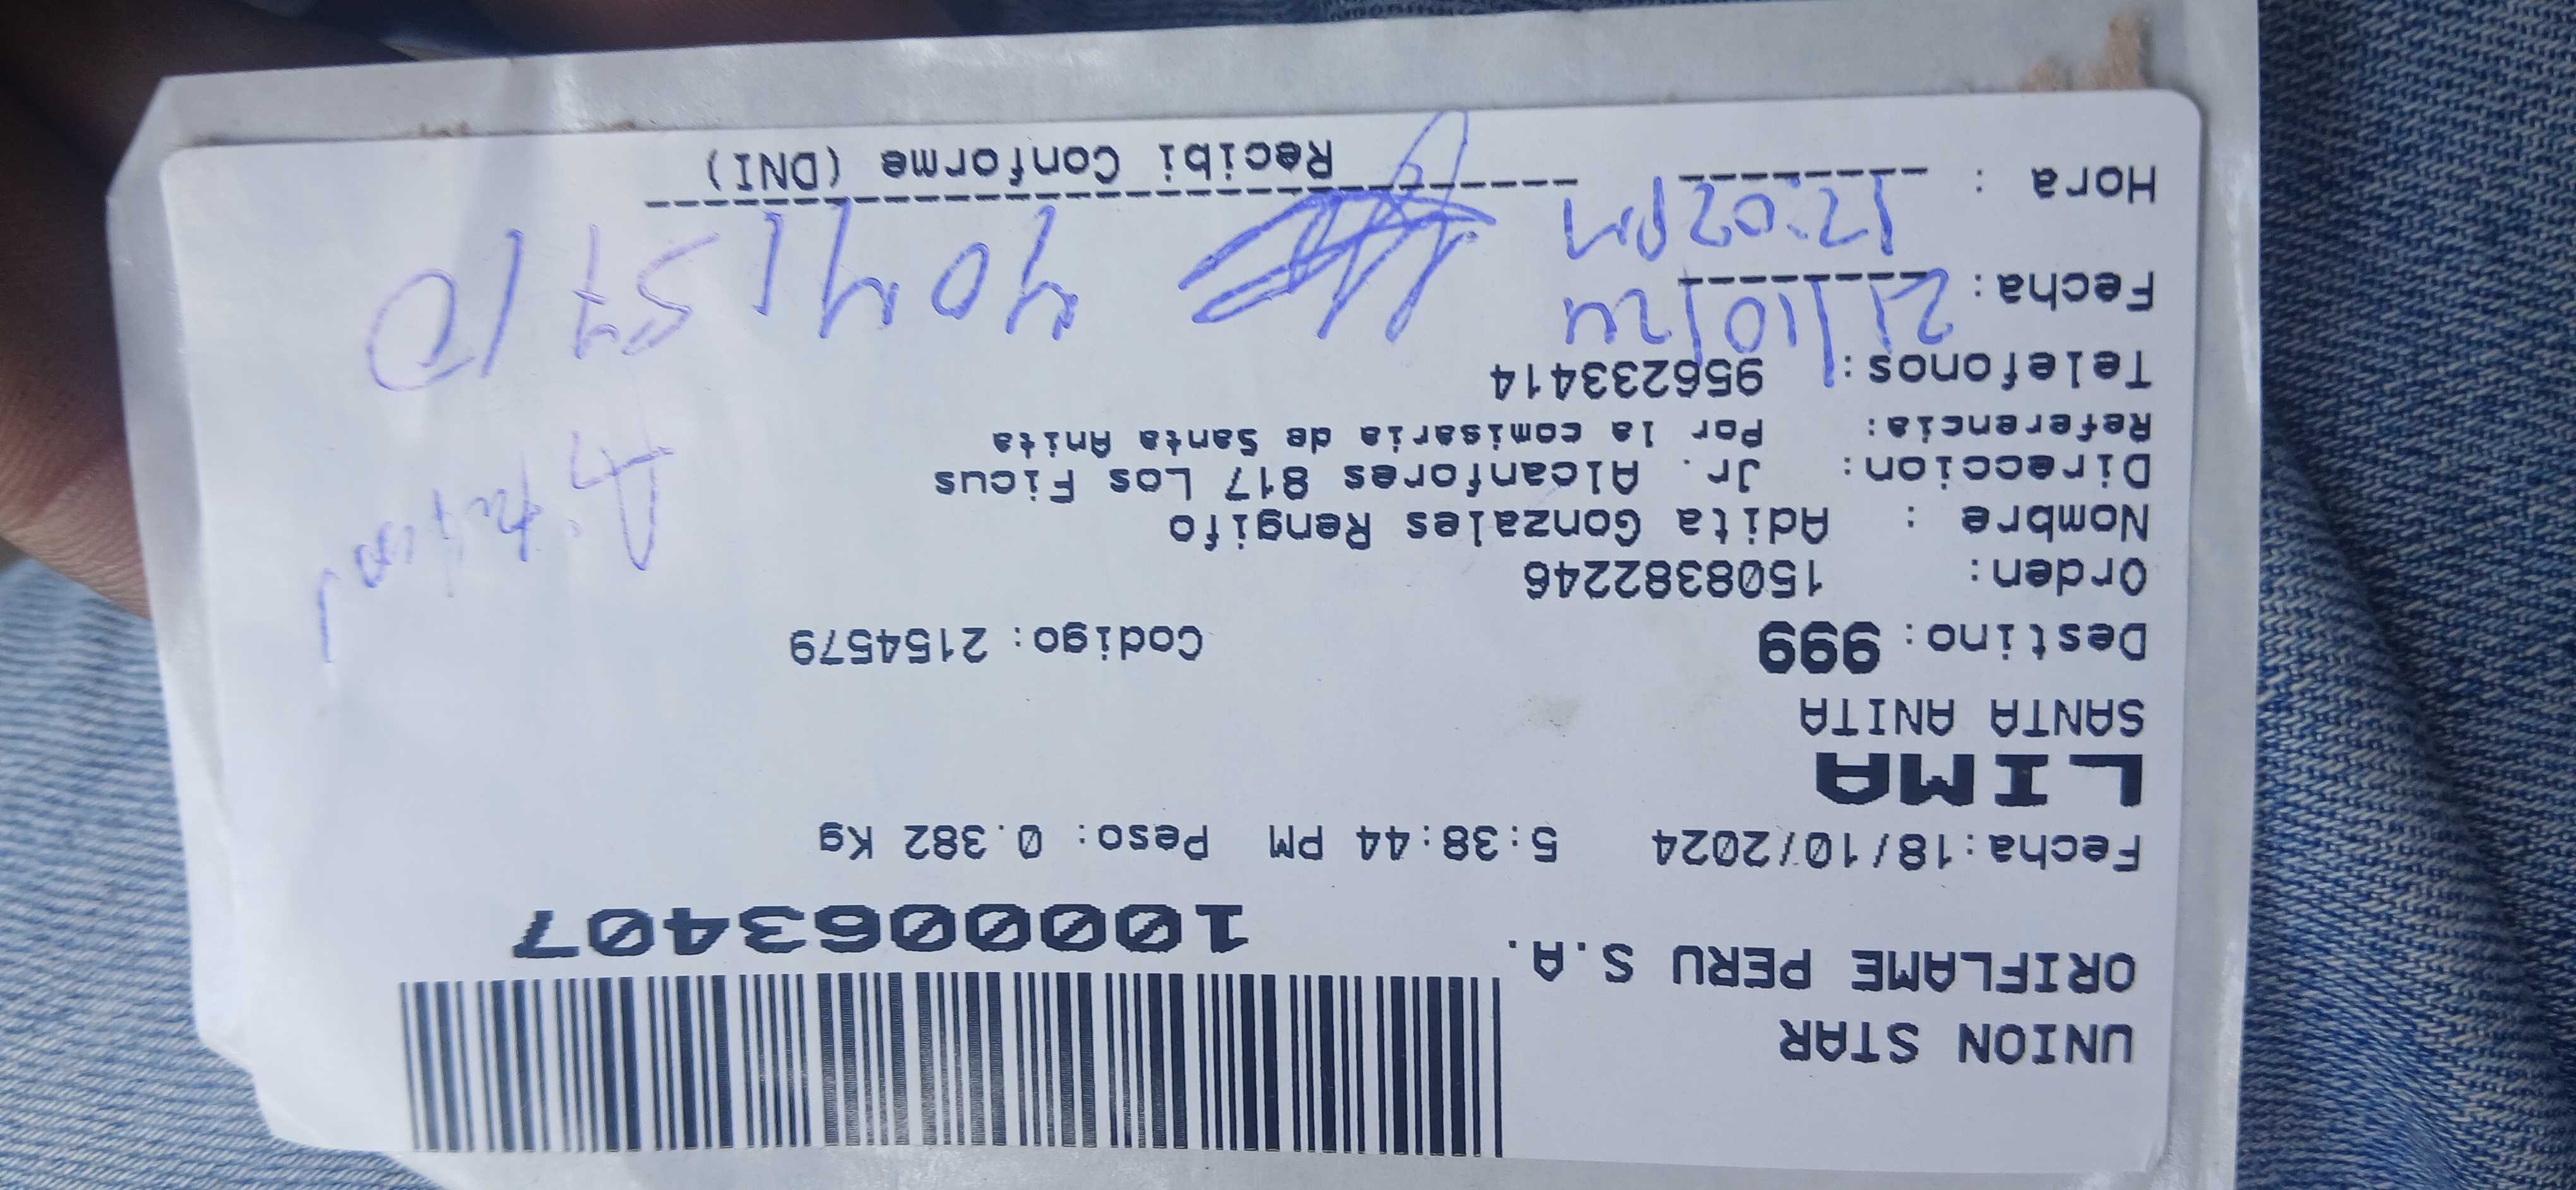 UNION STAR
ORIFLAME PERU S.A.
10000063407
Fecha:18/10/2024 5:38:44 PM Peso: 0.382 Kg
LIMA
SANTA ANITA
Destino: 999 Codigo: 2154579
Orden: 1508382246
Nombre : Adita Gonzales Rengifo
Direccion: Jr. Alcanfores 817 Los Ficus
Referencia: Por la comisaria de Santa Anita
Telefonos: 956233414
Fecha: 21/10/24 40415710
Hora : 12:02pm
Recibi Conforme (DNI)